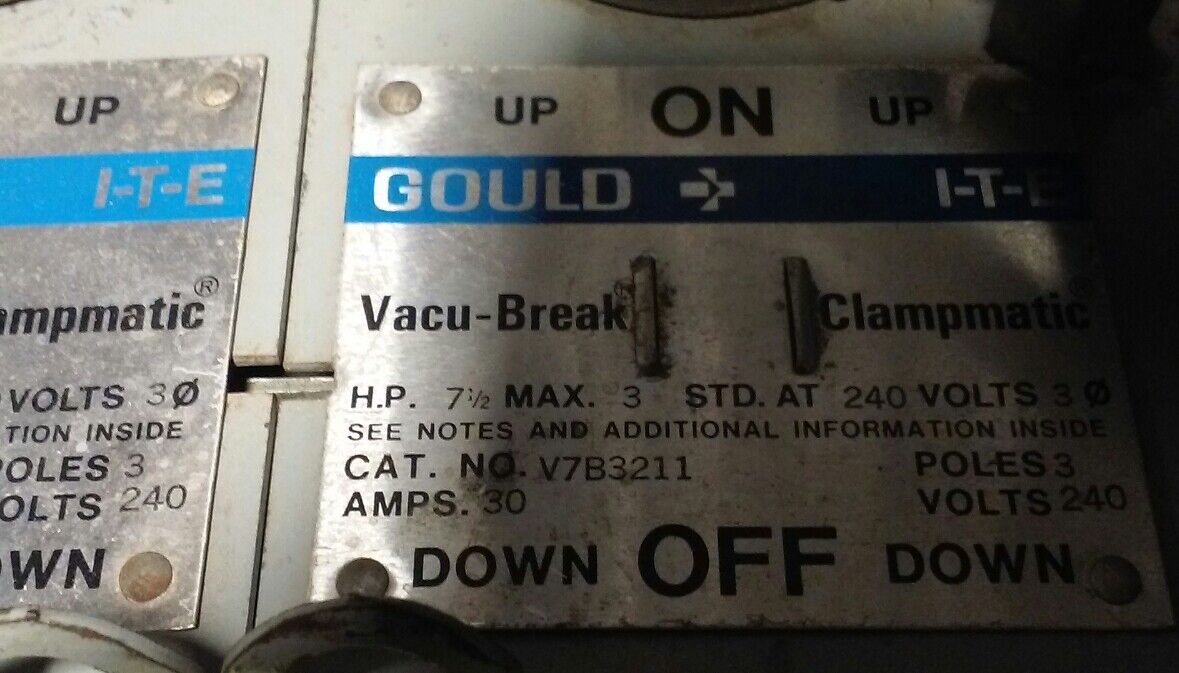 UP
I-T-E
ampmatic®
VOLTS 3Ø
TION INSIDE
POLES 3
OLTS 240
OWN
UP ON UP
GOULD I-T-E
Vacu-Break® Clampmatic®
H.P. 7½ MAX. 3 STD. AT 240 VOLTS 3 Ø
SEE NOTES AND ADDITIONAL INFORMATION INSIDE
CAT. NO. V7B3211 POLES 3
AMPS. 30 VOLTS 240
DOWN OFF DOWN